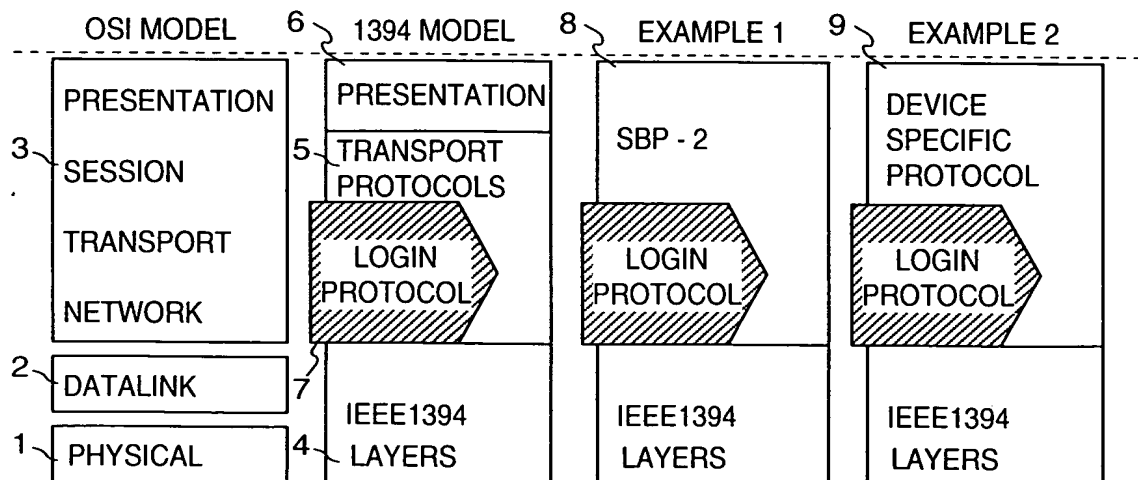 OSI MODEL
PRESENTATION
3
SESSION
TRANSPORT
NETWORK
2
DATALINK
1
PHYSICAL
1394 MODEL
6
PRESENTATION
5
TRANSPORT
PROTOCOLS
LOGIN
PROTOCOL
7
IEEE1394
4
LAYERS
EXAMPLE 1
8
SBP - 2
LOGIN
PROTOCOL
IEEE1394
LAYERS
EXAMPLE 2
9
DEVICE
SPECIFIC
PROTOCOL
LOGIN
PROTOCOL
IEEE1394
LAYERS